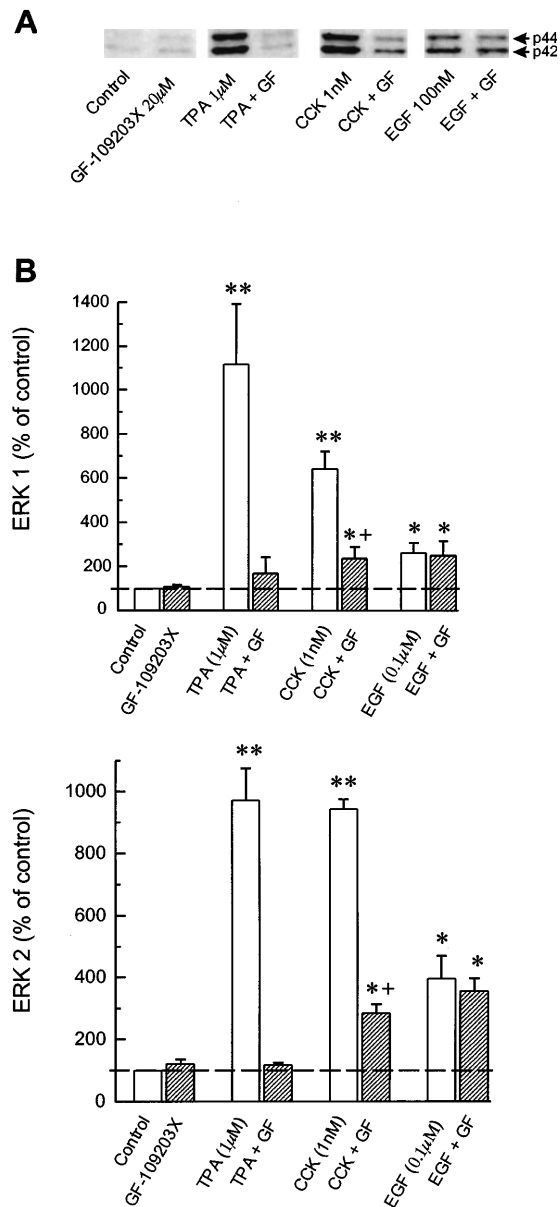 A
p44
p42
Control
GF-109203X 20μM
TPA 1μM
TPA + GF
CCK 1nM
CCK + GF
EGF 100nM
EGF + GF
B
ERK 1 (% of control)
1400
1200
1000
800
600
400
200
0
**
**
*+
*
*
Control
GF-109203X
TPA (1μM)
TPA + GF
CCK (1nM)
CCK + GF
EGF (0.1μM)
EGF + GF
ERK 2 (% of control)
1000
800
600
400
200
0
**
**
*+
*
*
Control
GF-109203X
TPA (1μM)
TPA + GF
CCK (1nM)
CCK + GF
EGF (0.1μM)
EGF + GF